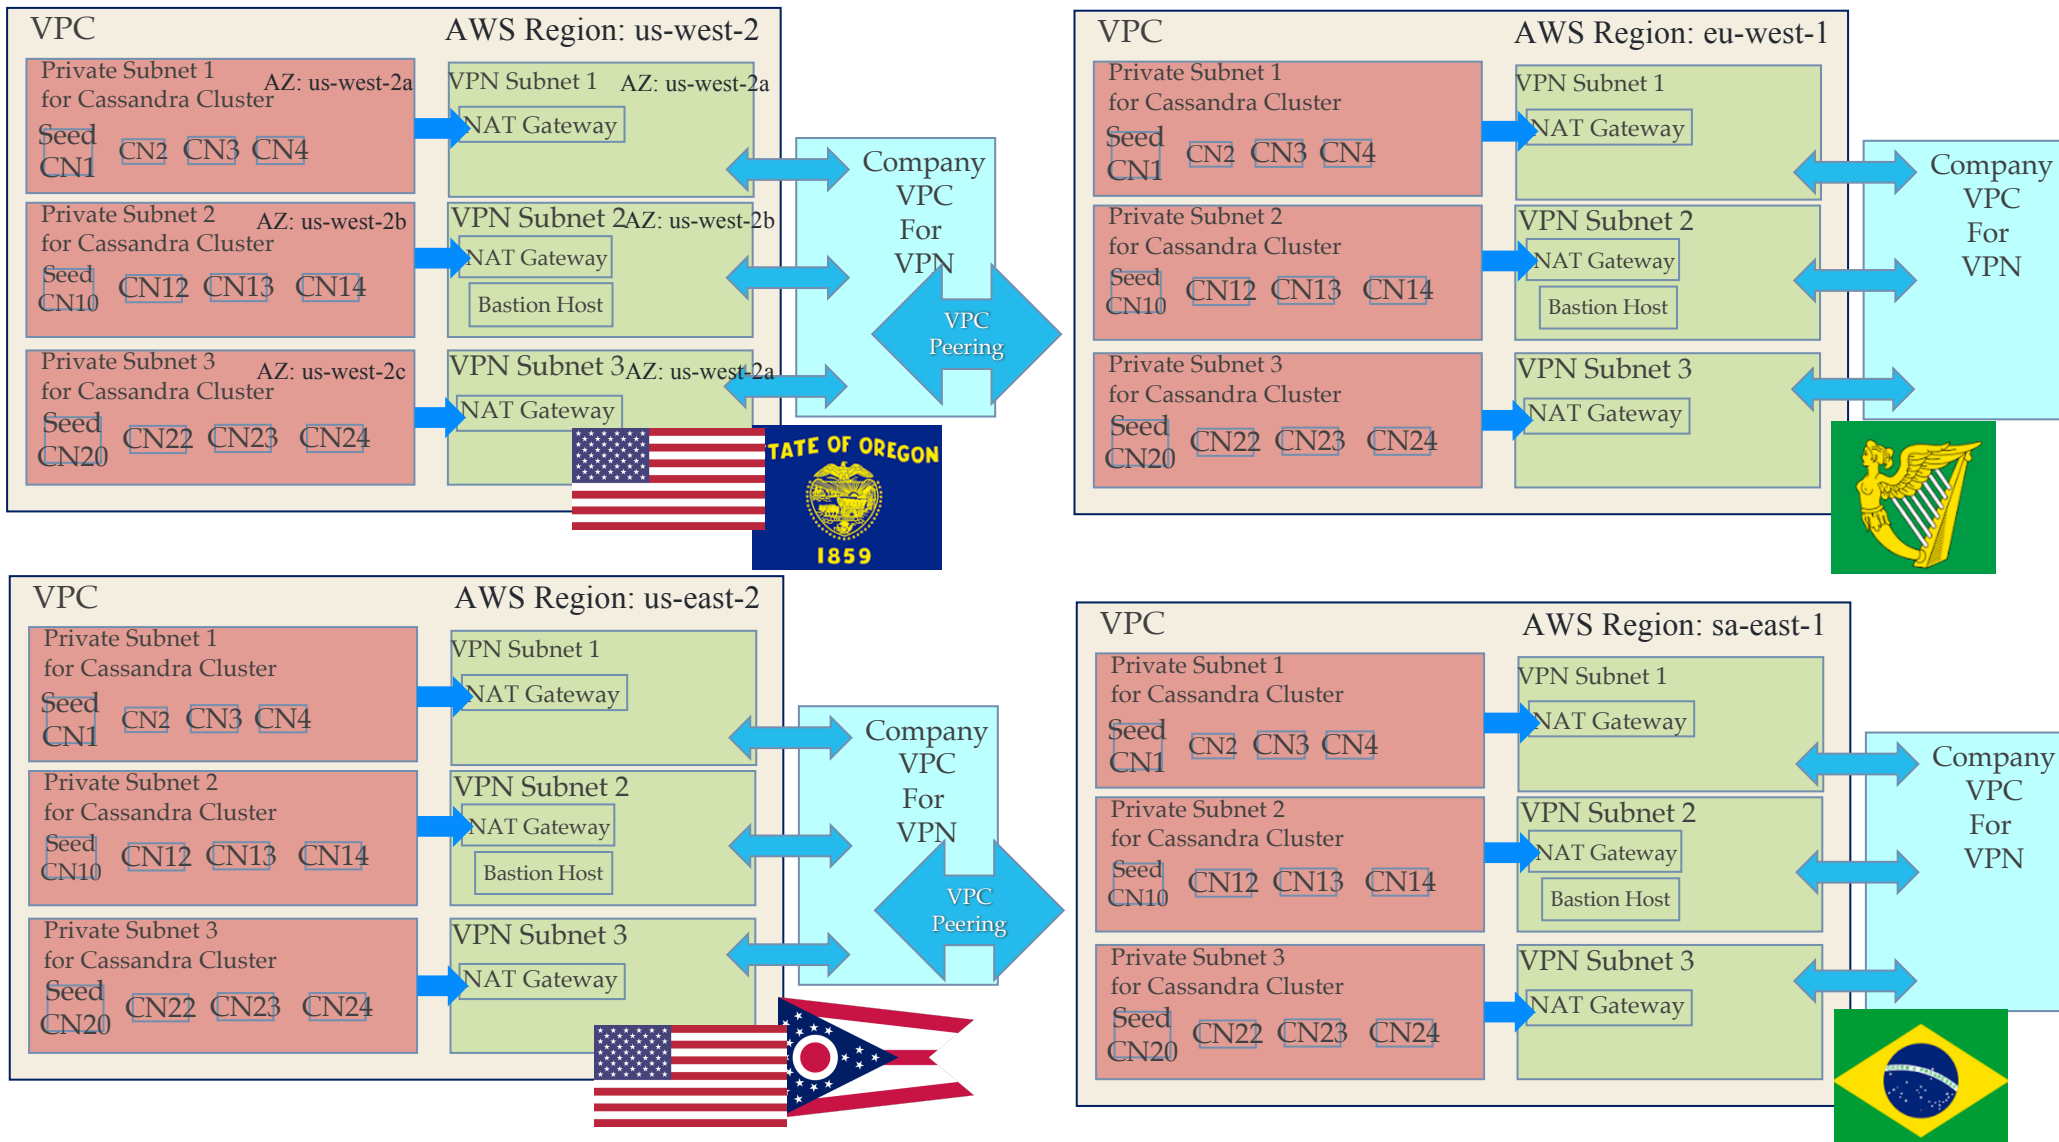 VPC
AWS Region: us-west-2
Private Subnet 1
for Cassandra Cluster
AZ: us-west-2a
Seed
CN1
CN2
CN3
CN4
VPN Subnet 1
AZ: us-west-2a
NAT Gateway
Private Subnet 2
for Cassandra Cluster
AZ: us-west-2b
Seed
CN10
CN12
CN13
CN14
VPN Subnet 2
AZ: us-west-2b
NAT Gateway
Bastion Host
Private Subnet 3
for Cassandra Cluster
AZ: us-west-2c
Seed
CN20
CN22
CN23
CN24
VPN Subnet 3
AZ: us-west-2a
NAT Gateway
Company
VPC
For
VPN
VPC
Peering
TATE OF OREGON
1859
VPC
AWS Region: eu-west-1
Private Subnet 1
for Cassandra Cluster
Seed
CN1
CN2
CN3
CN4
VPN Subnet 1
NAT Gateway
Private Subnet 2
for Cassandra Cluster
Seed
CN10
CN12
CN13
CN14
VPN Subnet 2
NAT Gateway
Bastion Host
Private Subnet 3
for Cassandra Cluster
Seed
CN20
CN22
CN23
CN24
VPN Subnet 3
NAT Gateway
Company
VPC
For
VPN
VPC
AWS Region: us-east-2
Private Subnet 1
for Cassandra Cluster
Seed
CN1
CN2
CN3
CN4
VPN Subnet 1
NAT Gateway
Private Subnet 2
for Cassandra Cluster
Seed
CN10
CN12
CN13
CN14
VPN Subnet 2
NAT Gateway
Bastion Host
Private Subnet 3
for Cassandra Cluster
Seed
CN20
CN22
CN23
CN24
VPN Subnet 3
NAT Gateway
Company
VPC
For
VPN
VPC
Peering
VPC
AWS Region: sa-east-1
Private Subnet 1
for Cassandra Cluster
Seed
CN1
CN2
CN3
CN4
VPN Subnet 1
NAT Gateway
Private Subnet 2
for Cassandra Cluster
Seed
CN10
CN12
CN13
CN14
VPN Subnet 2
NAT Gateway
Bastion Host
Private Subnet 3
for Cassandra Cluster
Seed
CN20
CN22
CN23
CN24
VPN Subnet 3
NAT Gateway
Company
VPC
For
VPN